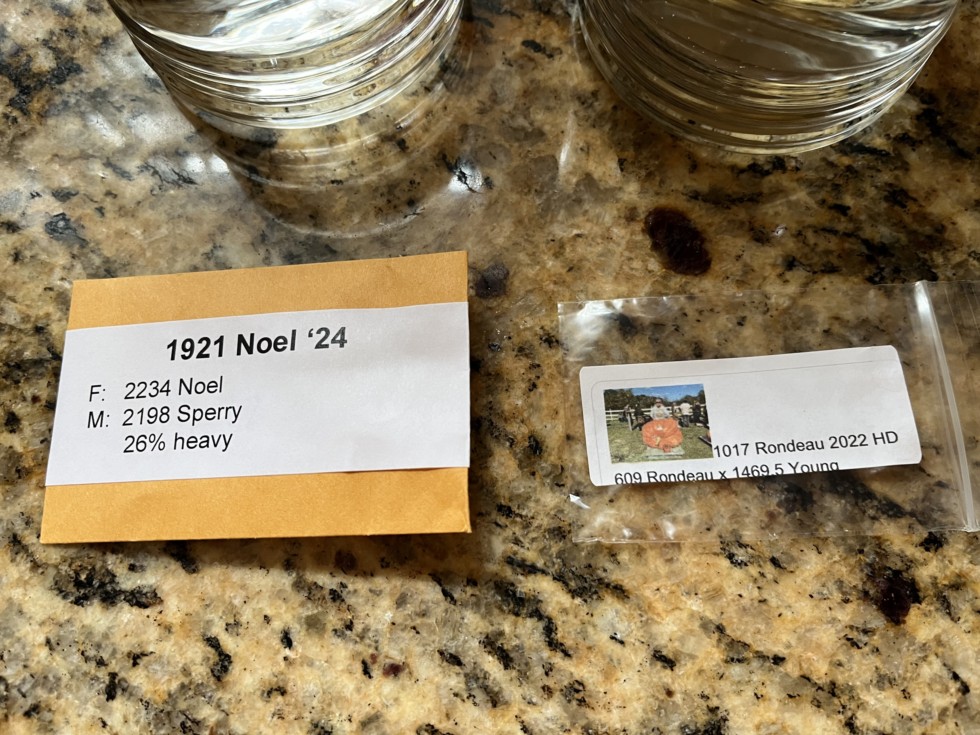 1921 Noel ‘24
F: 2234 Noel
M: 2198 Sperry
26% heavy
1017 Rondeau 2022 HD
609 Rondeau x 1469.5 Young